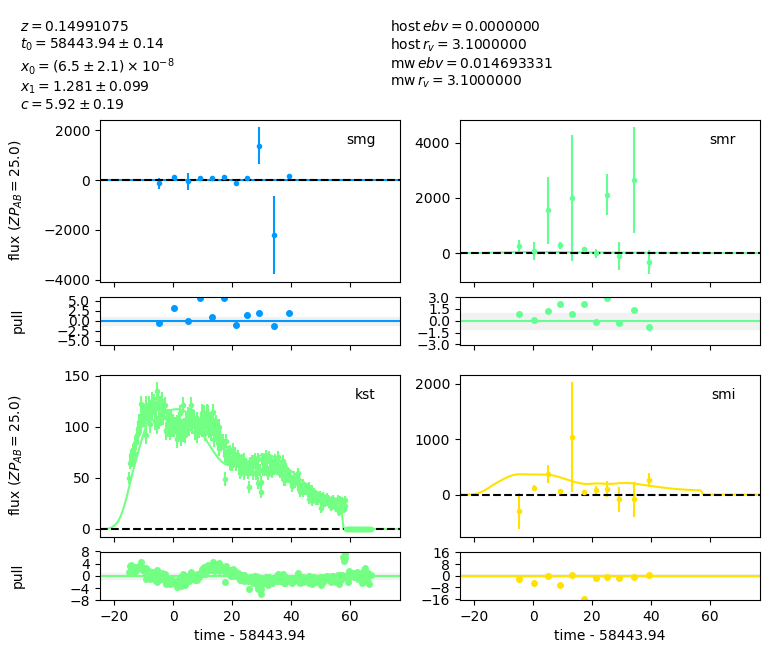 z = 0.14991075
t₀ = 58443.94 ± 0.14
x₀ = (6.5 ± 2.1) × 10⁻⁸
x₁ = 1.281 ± 0.099
c = 5.92 ± 0.19
host ebv = 0.0000000
host r_v = 3.1000000
mw ebv = 0.014693331
mw r_v = 3.1000000
smg
2000
0
−2000
−4000
flux (ZP_AB = 25.0)
smr
4000
2000
0
5.0
2.5
0.0
−2.5
−5.0
pull
3.0
1.5
0.0
−1.5
−3.0
kst
150
100
50
0
flux (ZP_AB = 25.0)
smi
2000
1000
0
8
4
0
−4
−8
pull
−20 0 20 40 60
time - 58443.94
16
8
0
−8
−16
−20 0 20 40 60
time - 58443.94